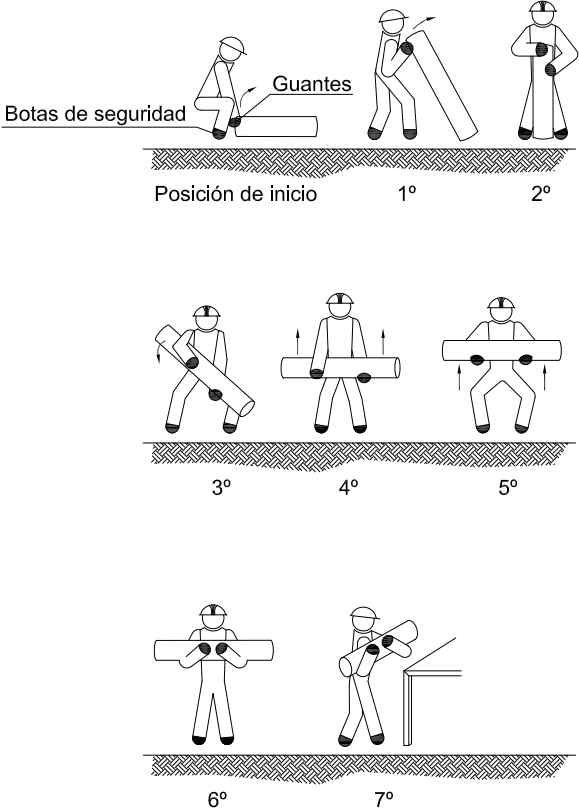 Guantes
Botas de seguridad
Posición de inicio
1º
2º
3º
4º
5º
6º
7º